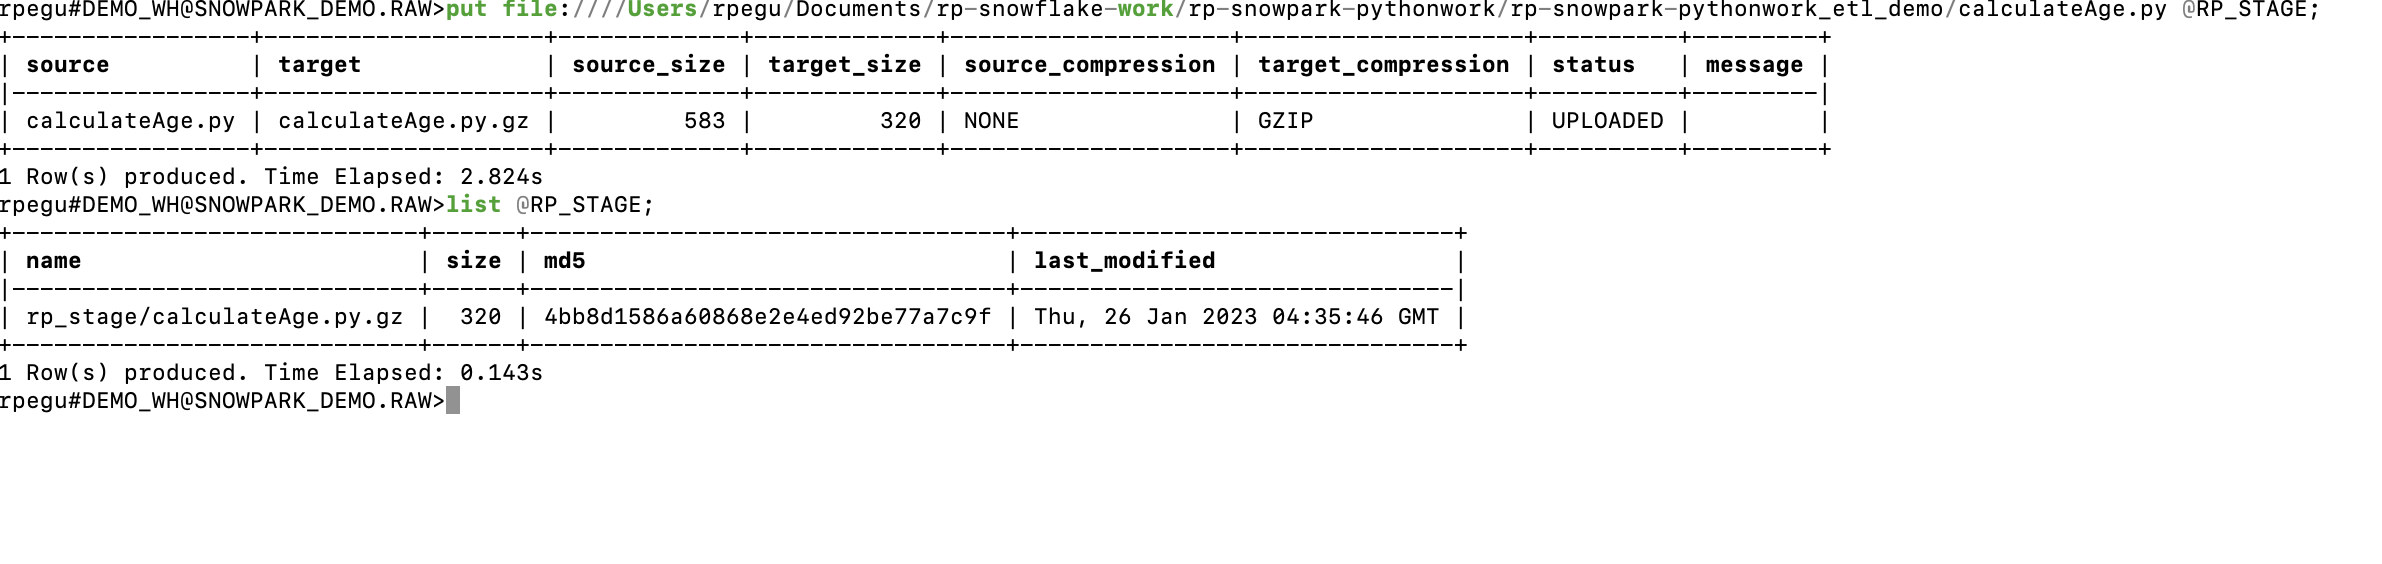 rpegu#DEMO_WH@SNOWPARK_DEMO.RAW>put file:////Users/rpegu/Documents/rp-snowflake-work/rp-snowpark-pythonwork/rp-snowpark-pythonwork_etl_demo/calculateAge.py @RP_STAGE;
+-----------------+--------------------+-------------+-------------+--------------------+--------------------+----------+---------+
| source          | target             | source_size | target_size | source_compression | target_compression | status   | message |
|-----------------+--------------------+-------------+-------------+--------------------+--------------------+----------+---------|
| calculateAge.py | calculateAge.py.gz |         583 |         320 | NONE               | GZIP               | UPLOADED |         |
+-----------------+--------------------+-------------+-------------+--------------------+--------------------+----------+---------+
1 Row(s) produced. Time Elapsed: 2.824s
rpegu#DEMO_WH@SNOWPARK_DEMO.RAW>list @RP_STAGE;
+-----------------------------+------+----------------------------------+-------------------------------+
| name                        | size | md5                              | last_modified                 |
|-----------------------------+------+----------------------------------+-------------------------------|
| rp_stage/calculateAge.py.gz |  320 | 4bb8d1586a60868e2e4ed92be77a7c9f | Thu, 26 Jan 2023 04:35:46 GMT |
+-----------------------------+------+----------------------------------+-------------------------------+
1 Row(s) produced. Time Elapsed: 0.143s
rpegu#DEMO_WH@SNOWPARK_DEMO.RAW>